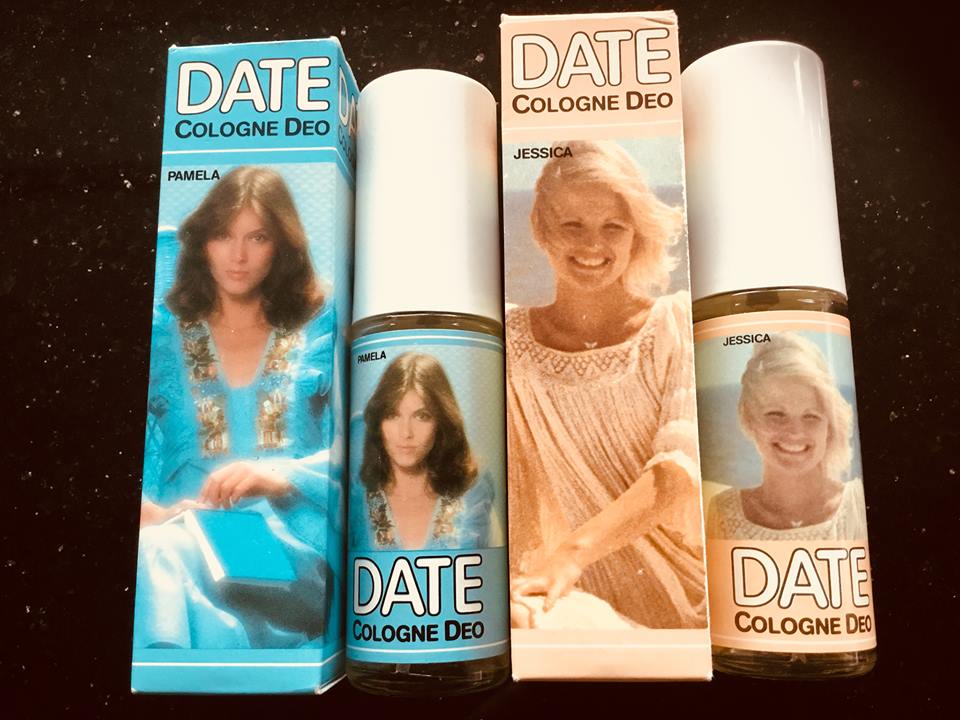 DATE
COLOGNE DEO
PAMELA
PAMELA
DATE
COLOGNE DEO
DATE
COLOGNE DEO
JESSICA
JESSICA
DATE
COLOGNE DEO